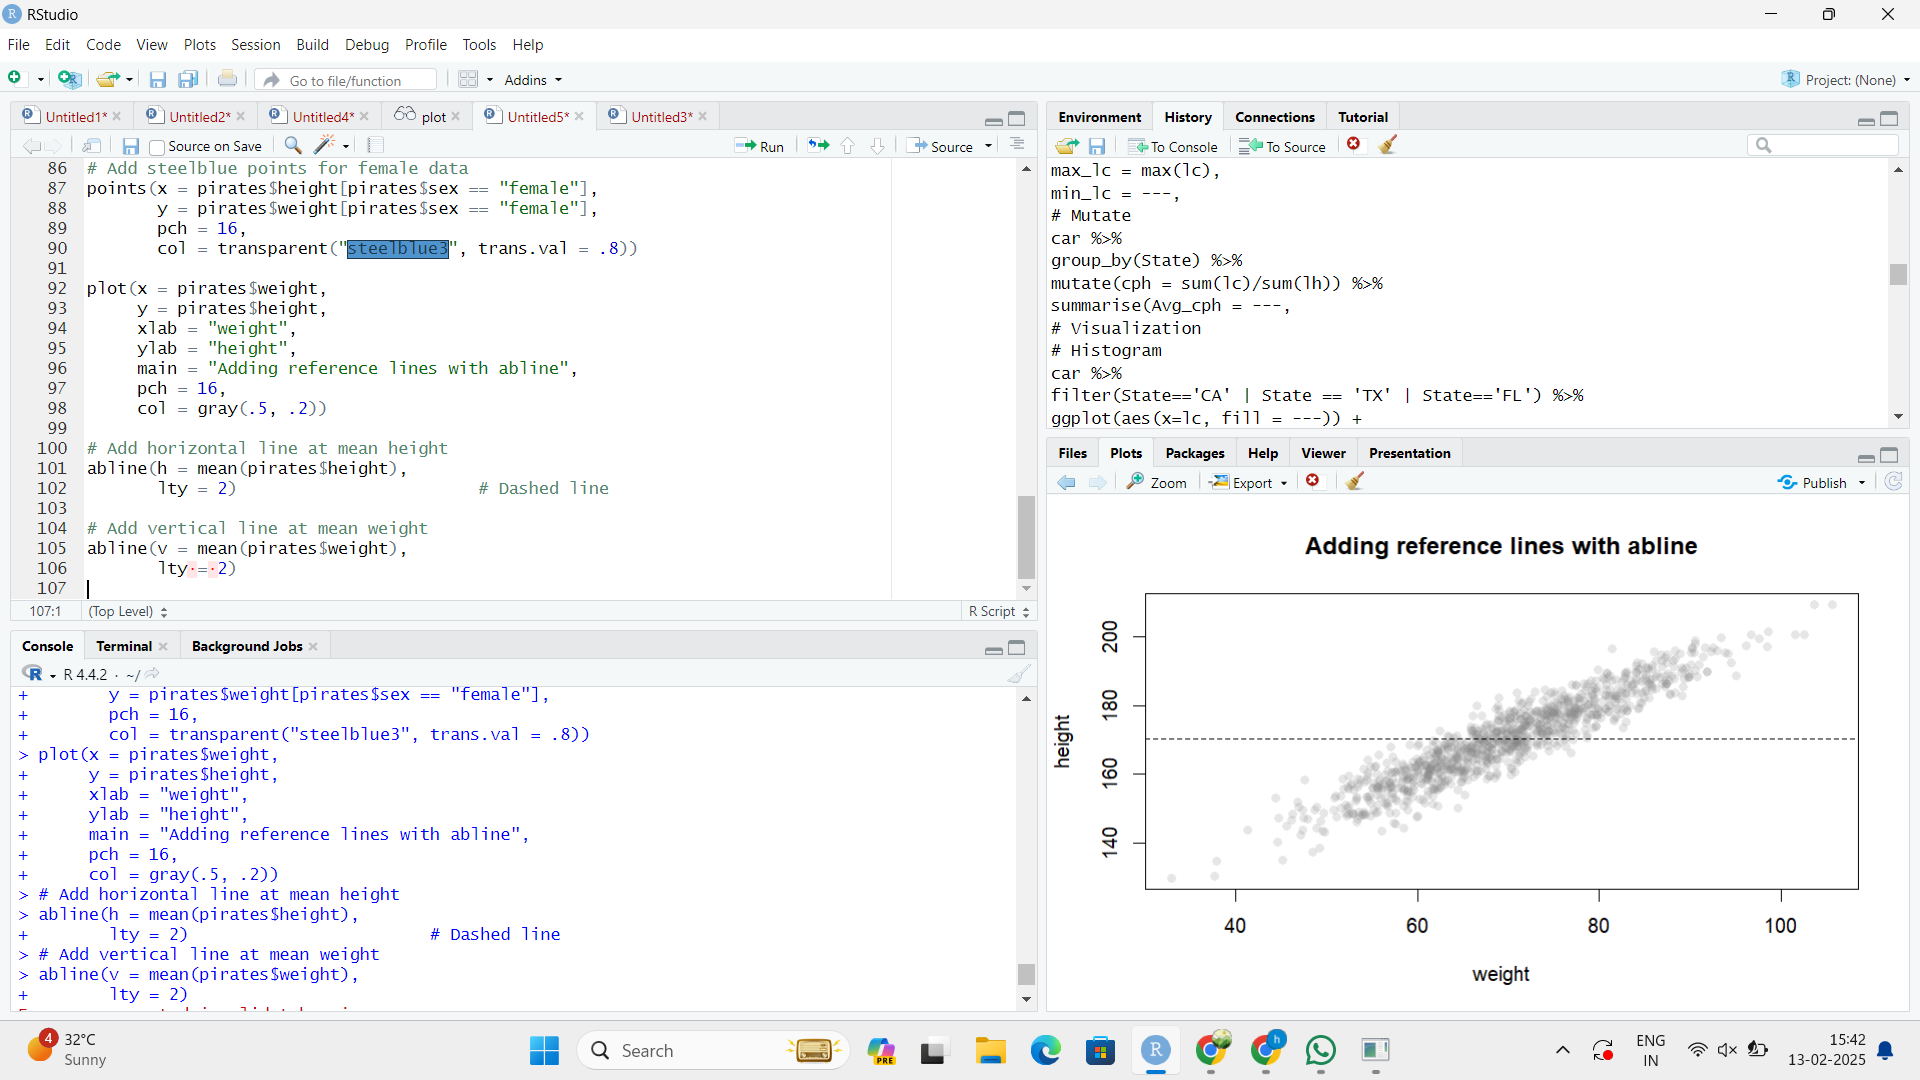 RStudio
File Edit Code View Plots Session Build Debug Profile Tools Help
Go to file/function Addins Project: (None)
Untitled1* Untitled2* Untitled4* plot Untitled5* Untitled3*
Source on Save Run Source
86 # Add steelblue points for female data
87 points(x = pirates$height[pirates$sex == "female"],
88 y = pirates$weight[pirates$sex == "female"],
89 pch = 16,
90 col = transparent("steelblue3", trans.val = .8))
91
92 plot(x = pirates$weight,
93 y = pirates$height,
94 xlab = "weight",
95 ylab = "height",
96 main = "Adding reference lines with abline",
97 pch = 16,
98 col = gray(.5, .2))
99
100 # Add horizontal line at mean height
101 abline(h = mean(pirates$height),
102 lty = 2) # Dashed line
103
104 # Add vertical line at mean weight
105 abline(v = mean(pirates$weight),
106 lty·=·2)
107
107:1 (Top Level) R Script
Console Terminal Background Jobs
R R 4.4.2 · ~/
+ y = pirates$weight[pirates$sex == "female"],
+ pch = 16,
+ col = transparent("steelblue3", trans.val = .8))
> plot(x = pirates$weight,
+ y = pirates$height,
+ xlab = "weight",
+ ylab = "height",
+ main = "Adding reference lines with abline",
+ pch = 16,
+ col = gray(.5, .2))
> # Add horizontal line at mean height
> abline(h = mean(pirates$height),
+ lty = 2) # Dashed line
> # Add vertical line at mean weight
> abline(v = mean(pirates$weight),
+ lty = 2)
Environment History Connections Tutorial
To Console To Source
max_lc = max(lc),
min_lc = ---,
# Mutate
car %>%
group_by(State) %>%
mutate(cph = sum(lc)/sum(lh)) %>%
summarise(Avg_cph = ---,
# Visualization
# Histogram
car %>%
filter(State=='CA' | State == 'TX' | State=='FL') %>%
ggplot(aes(x=lc, fill = ---)) +
Files Plots Packages Help Viewer Presentation
Zoom Export Publish
Adding reference lines with abline
height
200
180
160
140
40 60 80 100
weight
4 32°C
Sunny
Search
PRE
R
h
ENG
IN
15:42
13-02-2025